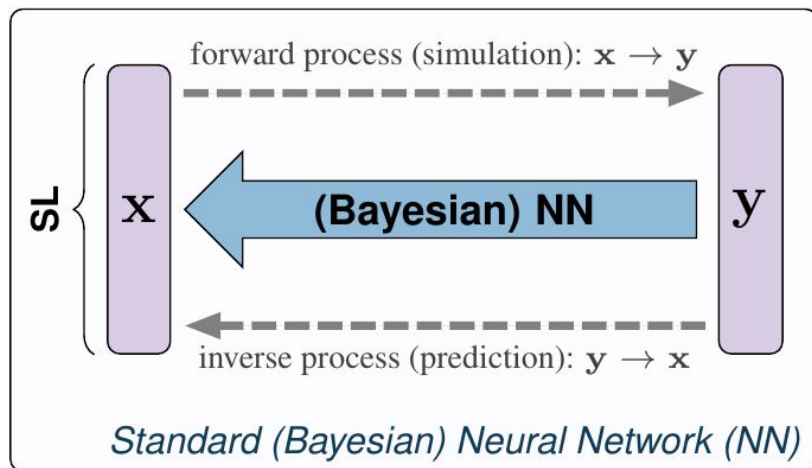 forward process (simulation): x → y
SL
x
(Bayesian) NN
y
inverse process (prediction): y → x
Standard (Bayesian) Neural Network (NN)